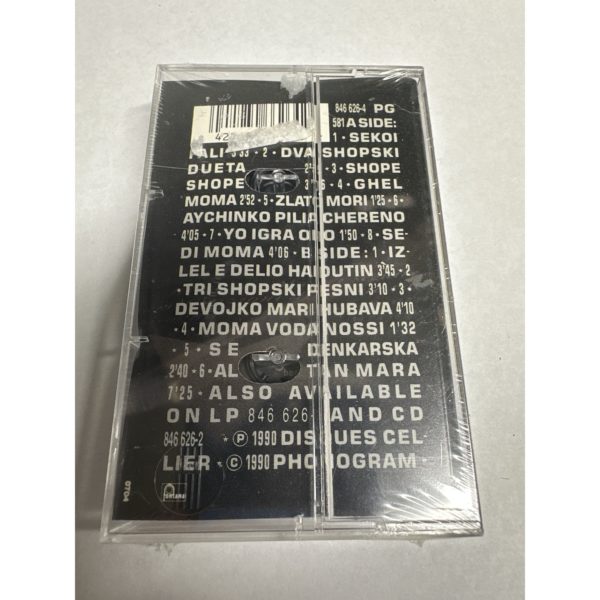 846 626-4 PG
42
581 A SIDE:
1 • SEKOI
TALI 3'33 • 2 • DVA SHOPSKI
DUETA 2' • 3 • SHOPE
SHOPE 3' 6 • 4 • GHEL
MOMA 2'52 • 5 • ZLATO MORI 1'25 • 6 •
AYCHINKO PILIA CHERENO
4'05 • 7 • YO IGRA ORO 1'50 • 8 • SE-
DI MOMA 4'06 • B SIDE: 1 • IZ-
LEL E DELIO HAIDUTIN 3'45 • 2
• TRI SHOPSKI PESNI 3'10 • 3 •
DEVOJKO MARI HUBAVA 4'10
• 4 • MOMA VODA NOSSI 1'32
• 5 • SE DENKARSKA
2'40 • 6 • AL TAN MARA
7'25 • ALSO AVAILABLE
ON LP 846 626- AND CD
846 626-2 • ℗ 1990 DISQUES CEL-
LIER • © 1990 PHONOGRAM •
fontana
0704